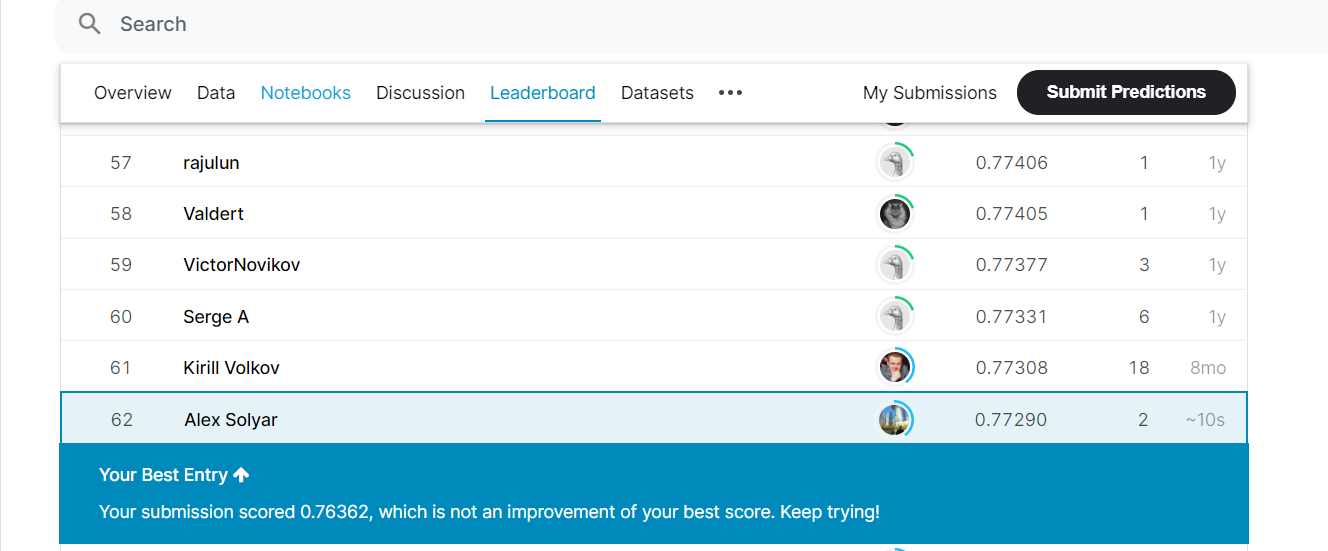 Search
Overview Data Notebooks Discussion Leaderboard Datasets ••• My Submissions Submit Predictions
57 rajulun 0.77406 1 1y
58 Valdert 0.77405 1 1y
59 VictorNovikov 0.77377 3 1y
60 Serge A 0.77331 6 1y
61 Kirill Volkov 0.77308 18 8mo
62 Alex Solyar 0.77290 2 ~10s
Your Best Entry ↑
Your submission scored 0.76362, which is not an improvement of your best score. Keep trying!